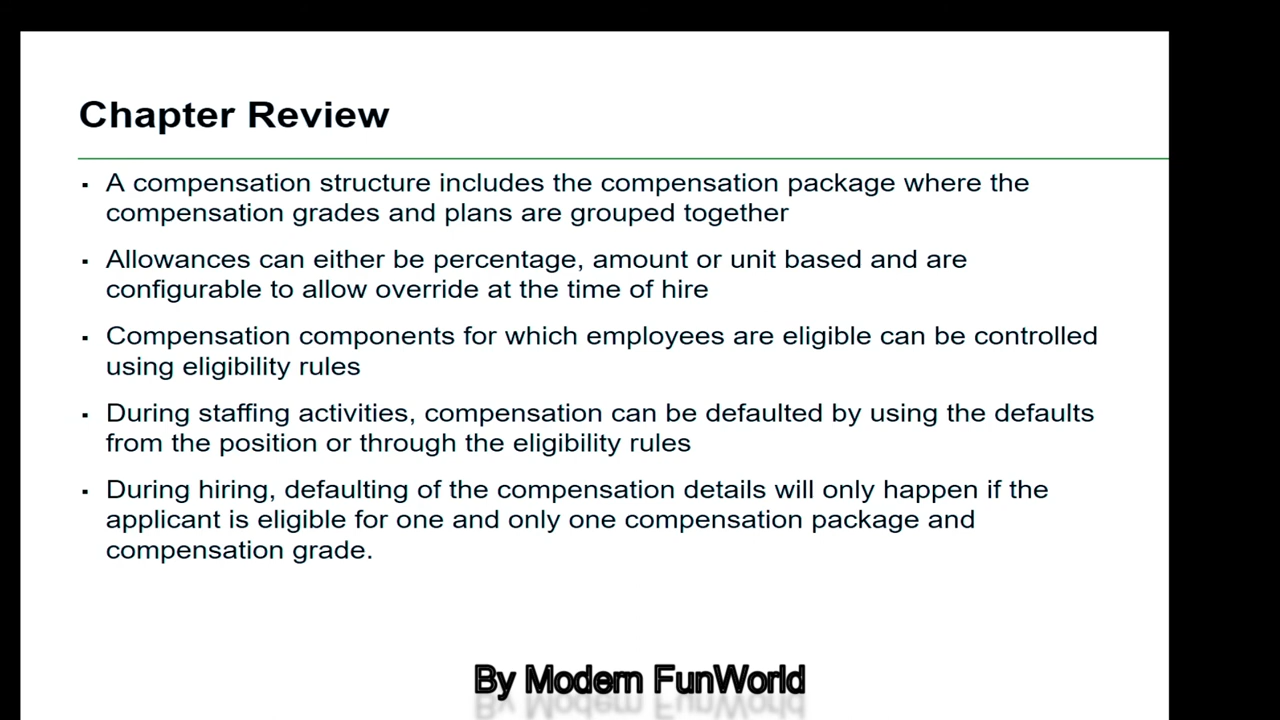 Chapter Review
▪ A compensation structure includes the compensation package where the
compensation grades and plans are grouped together
▪ Allowances can either be percentage, amount or unit based and are
configurable to allow override at the time of hire
▪ Compensation components for which employees are eligible can be controlled
using eligibility rules
▪ During staffing activities, compensation can be defaulted by using the defaults
from the position or through the eligibility rules
▪ During hiring, defaulting of the compensation details will only happen if the
applicant is eligible for one and only one compensation package and
compensation grade.
By Modern FunWorld